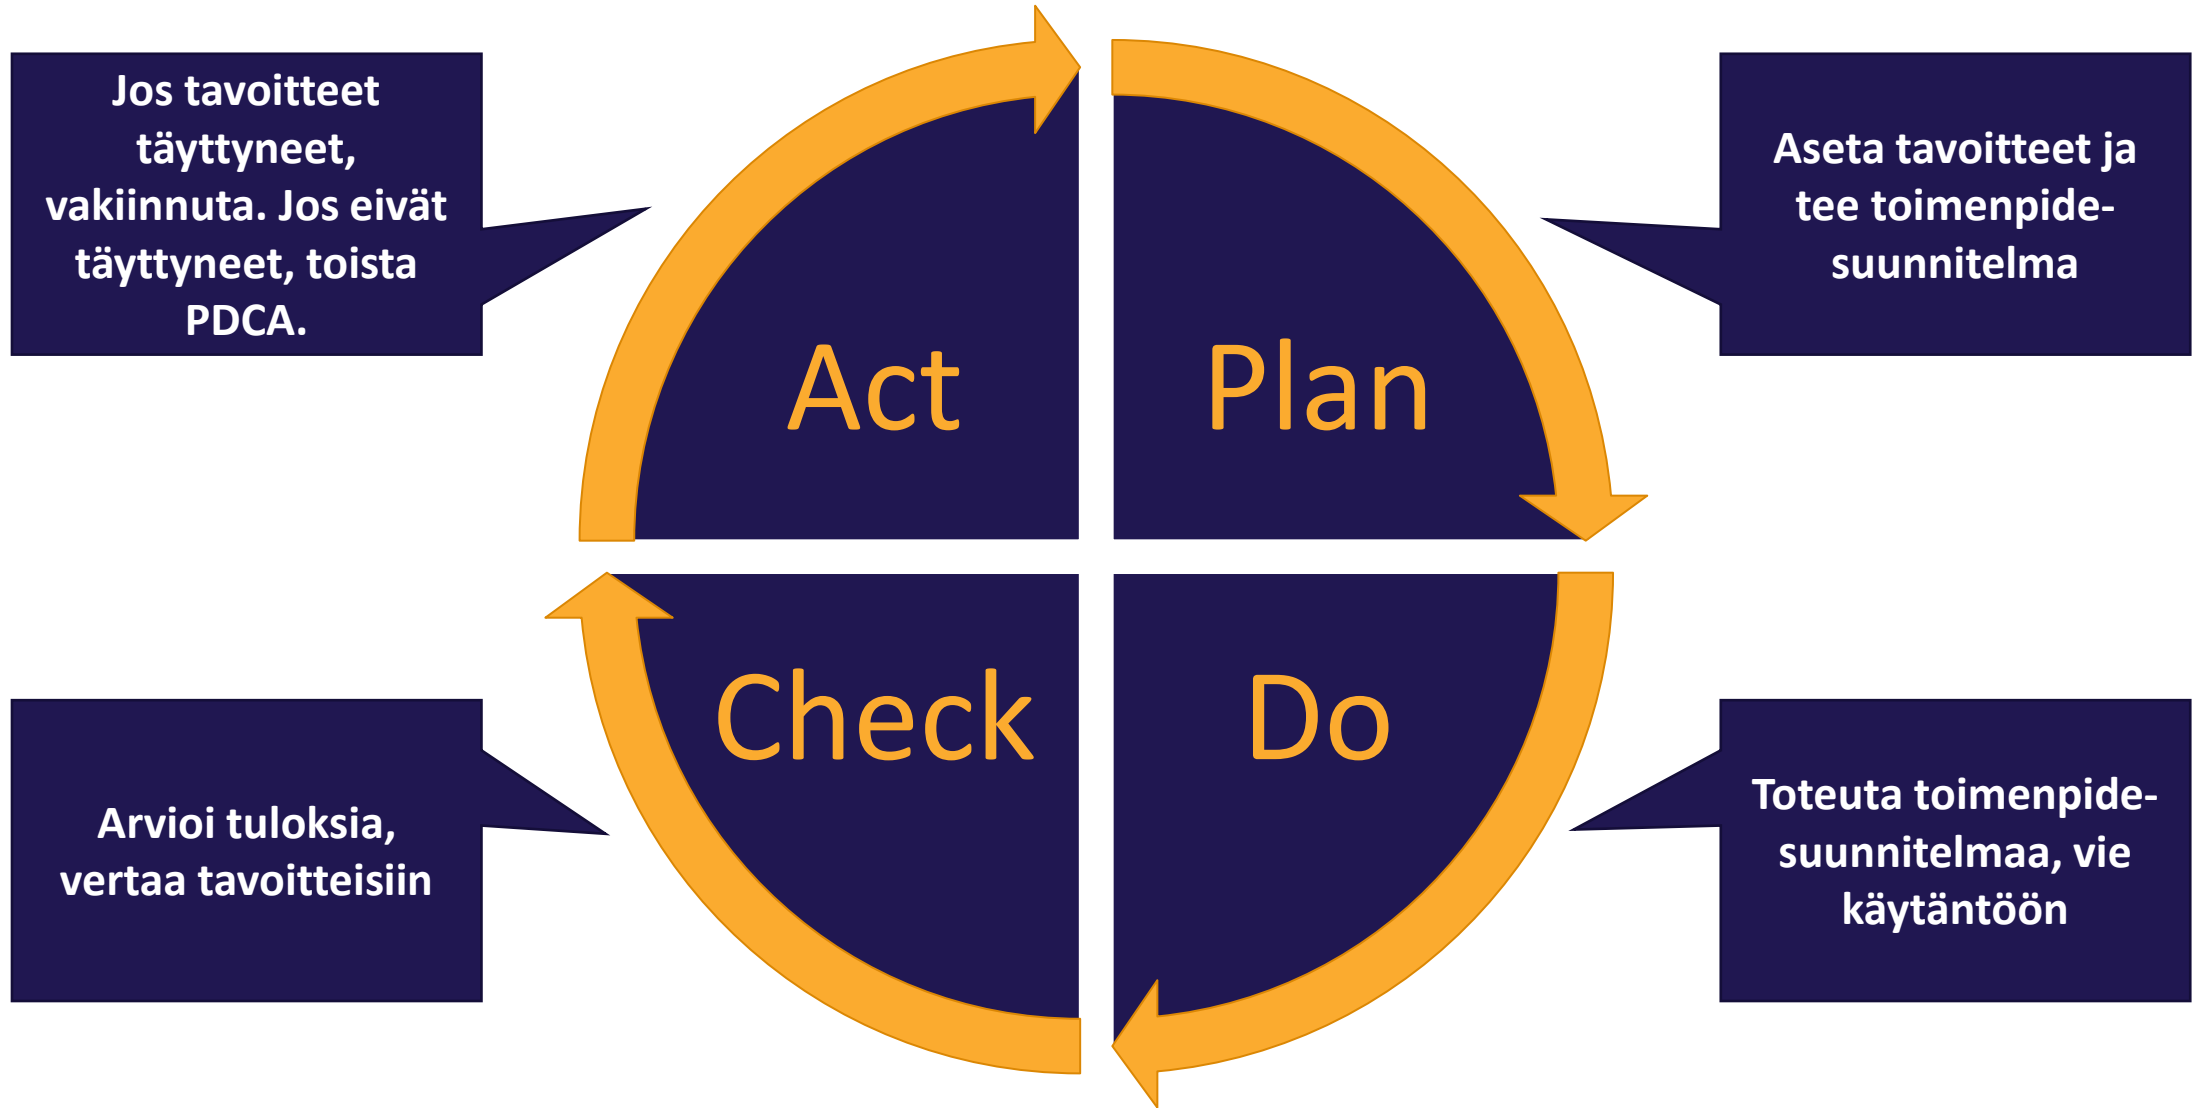 Jos tavoitteet
täyttyneet,
vakiinnuta. Jos eivät
täyttyneet, toista
PDCA.
Act
Plan
Aseta tavoitteet ja
tee toimenpide-
suunnitelma
Check
Do
Arvioi tuloksia,
vertaa tavoitteisiin
Toteuta toimenpide-
suunnitelmaa, vie
käytäntöön